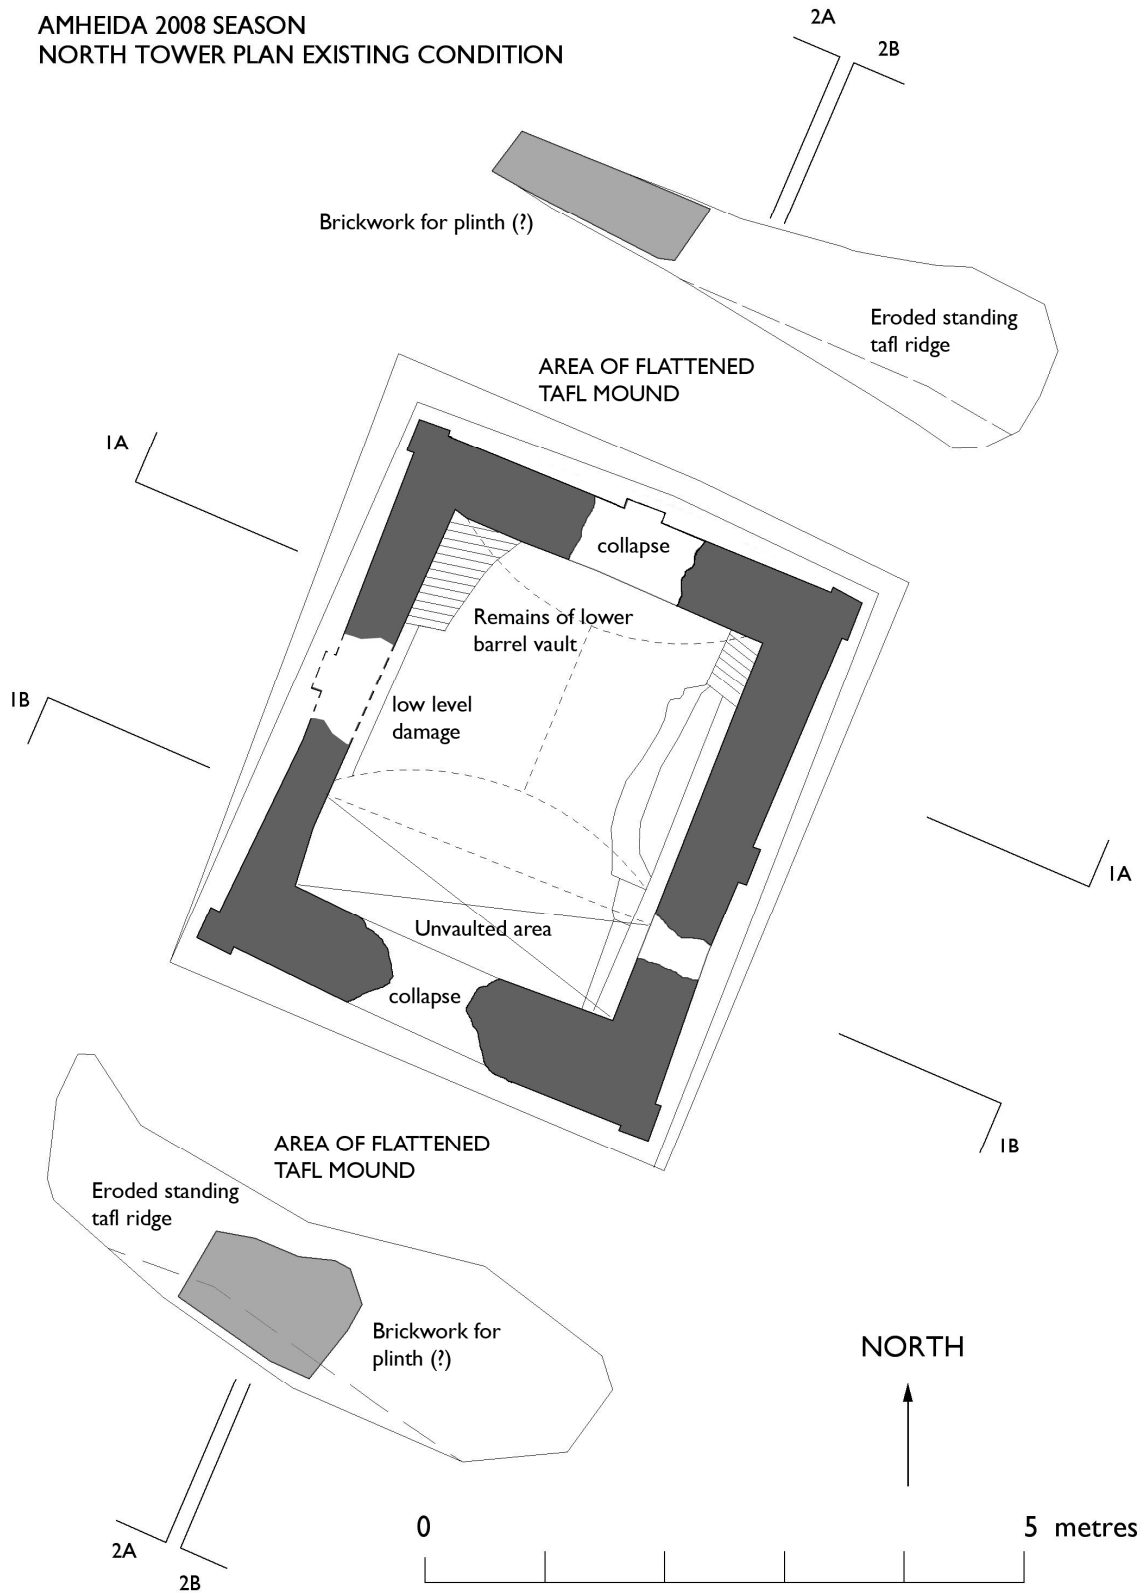 AMHEIDA 2008 SEASON
NORTH TOWER PLAN EXISTING CONDITION
2A
2B
Brickwork for plinth (?)
Eroded standing
tafl ridge
AREA OF FLATTENED
TAFL MOUND
1A
collapse
Remains of lower
barrel vault
1B
low level
damage
1A
Unvaulted area
collapse
1B
AREA OF FLATTENED
TAFL MOUND
Eroded standing
tafl ridge
Brickwork for
plinth (?)
NORTH
2A
2B
0
5 metres